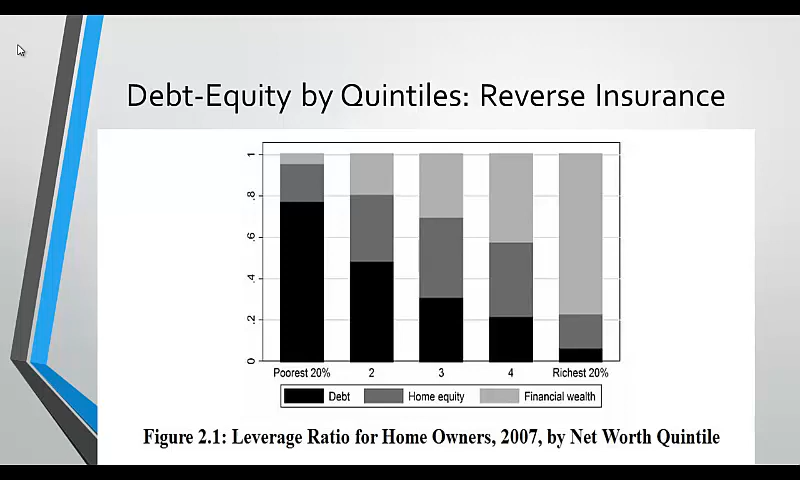 Debt-Equity by Quintiles: Reverse Insurance
1
.8
.6
.4
.2
0
Poorest 20% 2 3 4 Richest 20%
Debt Home equity Financial wealth
Figure 2.1: Leverage Ratio for Home Owners, 2007, by Net Worth Quintile